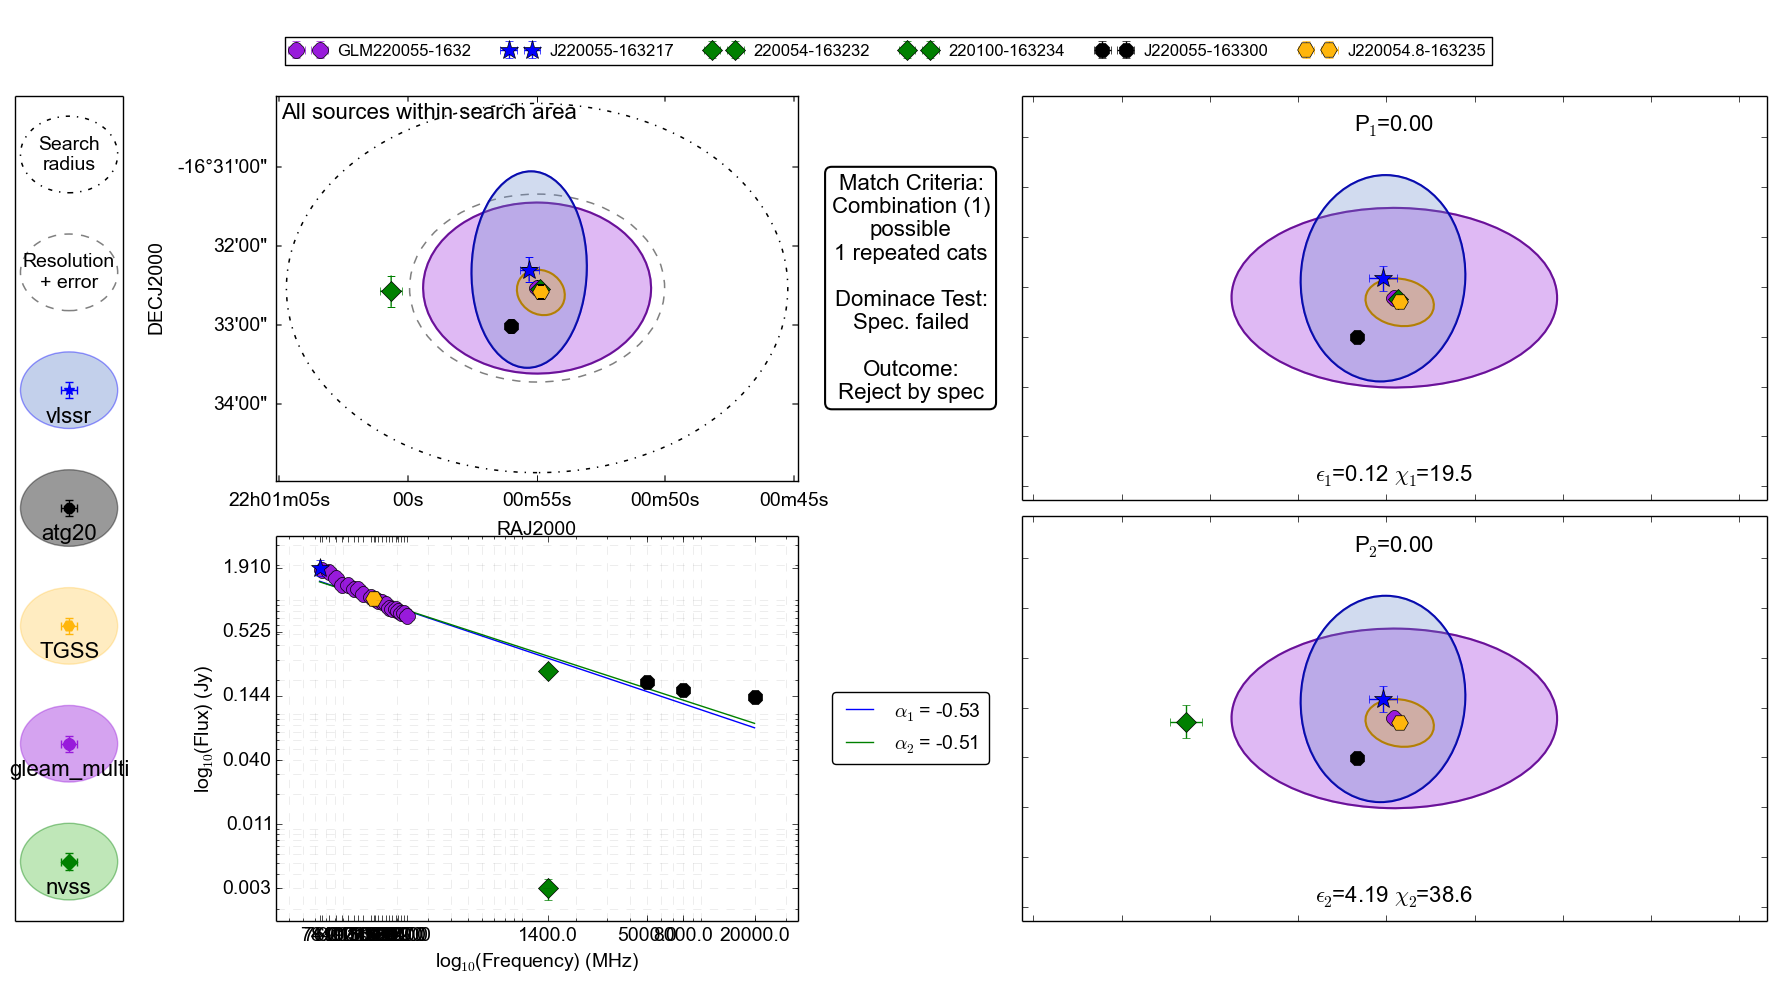 GLM220055-1632 J220055-163217 220054-163232 220100-163234 J220055-163300 J220054.8-163235
Search
radius
Resolution
+ error
vlssr
atg20
TGSS
gleam_multi
nvss
All sources within search area
DECJ2000
-16°31'00"
32'00"
33'00"
34'00"
22h01m05s 00s 00m55s 00m50s 00m45s
RAJ2000
Match Criteria:
Combination (1)
possible
1 repeated cats
Dominace Test:
Spec. failed
Outcome:
Reject by spec
P₁=0.00
ϵ₁=0.12 χ₁=19.5
log₁₀(Flux) (Jy)
1.910
0.525
0.144
0.040
0.011
0.003
1400.0 5000.0 8000.0 20000.0
log₁₀(Frequency) (MHz)
α₁ = -0.53
α₂ = -0.51
P₂=0.00
ϵ₂=4.19 χ₂=38.6